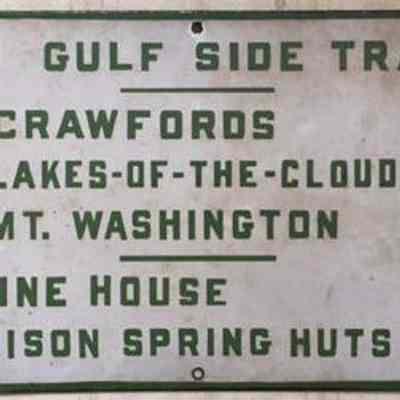 GULF SIDE TRA
CRAWFORDS
LAKES-OF-THE-CLOUD
MT. WASHINGTON
INE HOUSE
ISON SPRING HUTS